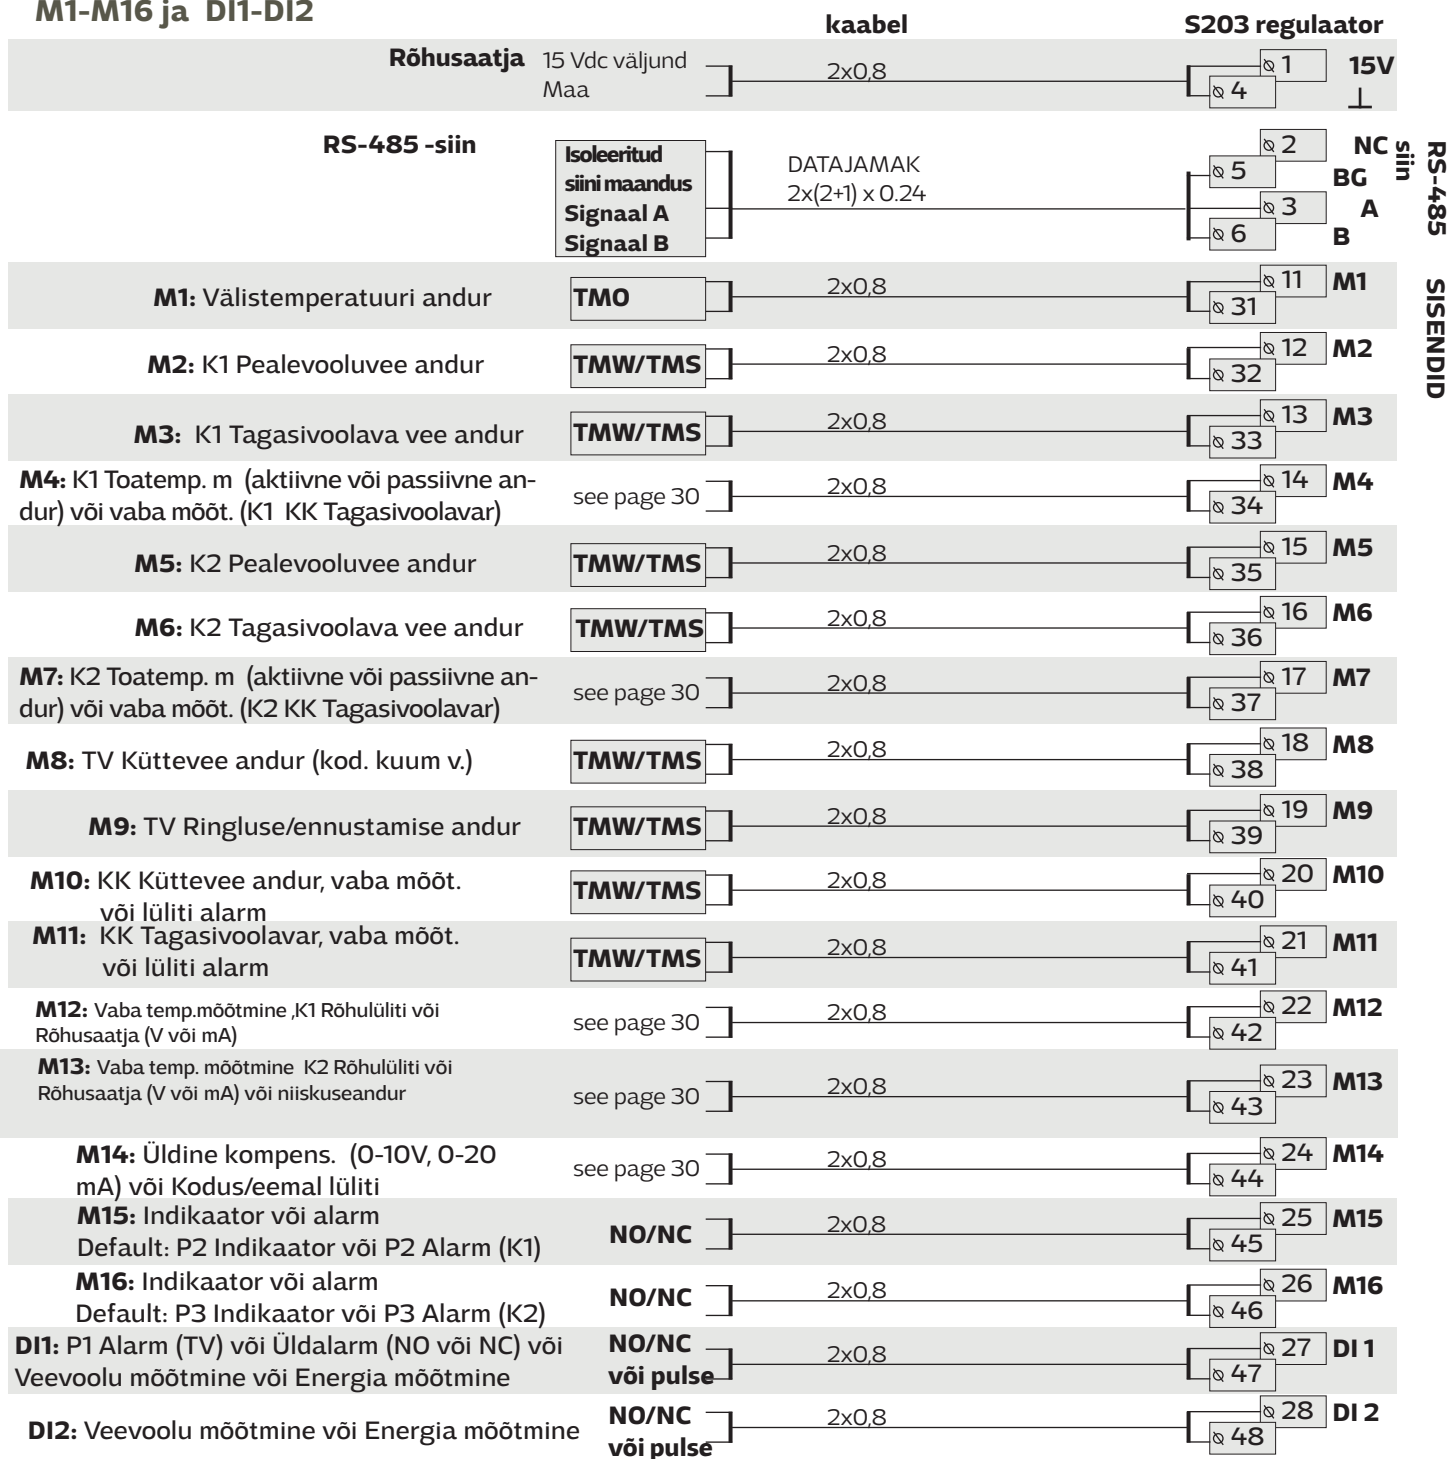 M1-M16 ja DI1-DI2
kaabel
S203 regulaator
Rõhusaatja 15 Vdc väljund 2x0,8 1 15V
Maa 4
RS-485 -siin
Isoleeritud
siini maandus
Signaal A
Signaal B
DATAJAMAK
2x(2+1) x 0.24
2 NC
5 BG
3 A
6 B
RS-485
siin
SISENDID
M1: Välistemperatuuri andur TMO 2x0,8 11 M1
31
M2: K1 Pealevooluvee andur TMW/TMS 2x0,8 12 M2
32
M3: K1 Tagasivoolava vee andur TMW/TMS 2x0,8 13 M3
33
M4: K1 Toatemp. m (aktiivne või passiivne an-
dur) või vaba mõõt. (K1 KK Tagasivoolavar)
see page 30 2x0,8 14 M4
34
M5: K2 Pealevooluvee andur TMW/TMS 2x0,8 15 M5
35
M6: K2 Tagasivoolava vee andur TMW/TMS 2x0,8 16 M6
36
M7: K2 Toatemp. m (aktiivne või passiivne an-
dur) või vaba mõõt. (K2 KK Tagasivoolavar)
see page 30 2x0,8 17 M7
37
M8: TV Küttevee andur (kod. kuum v.) TMW/TMS 2x0,8 18 M8
38
M9: TV Ringluse/ennustamise andur TMW/TMS 2x0,8 19 M9
39
M10: KK Küttevee andur, vaba mõõt.
või lüliti alarm
TMW/TMS 2x0,8 20 M10
40
M11: KK Tagasivoolavar, vaba mõõt.
või lüliti alarm
TMW/TMS 2x0,8 21 M11
41
M12: Vaba temp.mõõtmine ,K1 Rõhulüliti või
Rõhusaatja (V või mA)
see page 30 2x0,8 22 M12
42
M13: Vaba temp. mõõtmine K2 Rõhulüliti või
Rõhusaatja (V või mA) või niiskuseandur
see page 30 2x0,8 23 M13
43
M14: Üldine kompens. (0-10V, 0-20
mA) või Kodus/eemal lüliti
see page 30 2x0,8 24 M14
44
M15: Indikaator või alarm
Default: P2 Indikaator või P2 Alarm (K1)
NO/NC 2x0,8 25 M15
45
M16: Indikaator või alarm
Default: P3 Indikaator või P3 Alarm (K2)
NO/NC 2x0,8 26 M16
46
DI1: P1 Alarm (TV) või Üldalarm (NO või NC) või
Veevoolu mõõtmine või Energia mõõtmine
NO/NC
või pulse
2x0,8 27 DI 1
47
DI2: Veevoolu mõõtmine või Energia mõõtmine
NO/NC
või pulse
2x0,8 28 DI 2
48